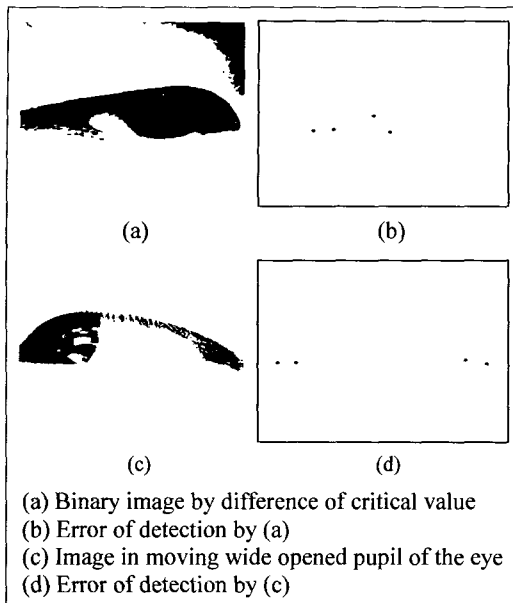 (a)
(b)
(c)
(d)
(a) Binary image by difference of critical value
(b) Error of detection by (a)
(c) Image in moving wide opened pupil of the eye
(d) Error of detection by (c)